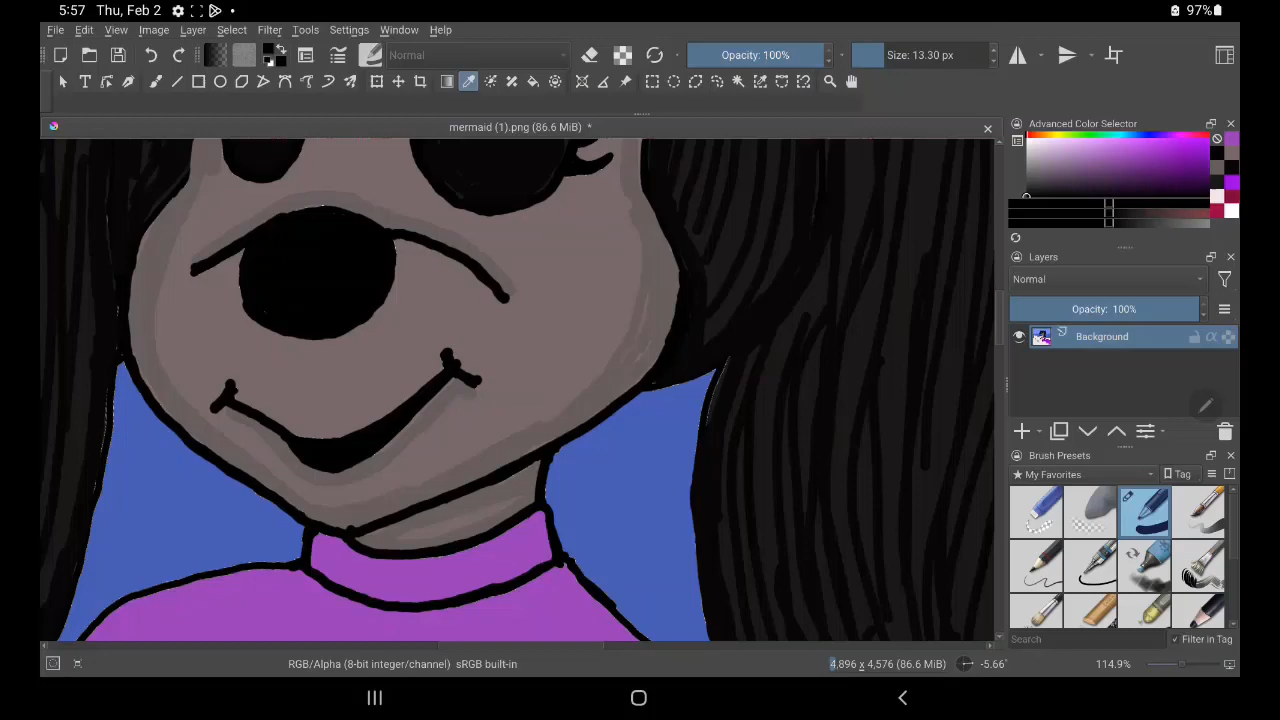 5:57 Thu, Feb 2 97%
File Edit View Image Layer Select Filter Tools Settings Window Help
Normal Opacity: 100% Size: 13.30 px
mermaid (1).png (86.6 MiB) *
Advanced Color Selector
Layers
Normal
Opacity: 100%
Background
Brush Presets
★ My Favorites Tag
Search Filter in Tag
RGB/Alpha (8-bit integer/channel) sRGB built-in 4,896 x 4,576 (86.6 MiB) -5.66° 114.9%